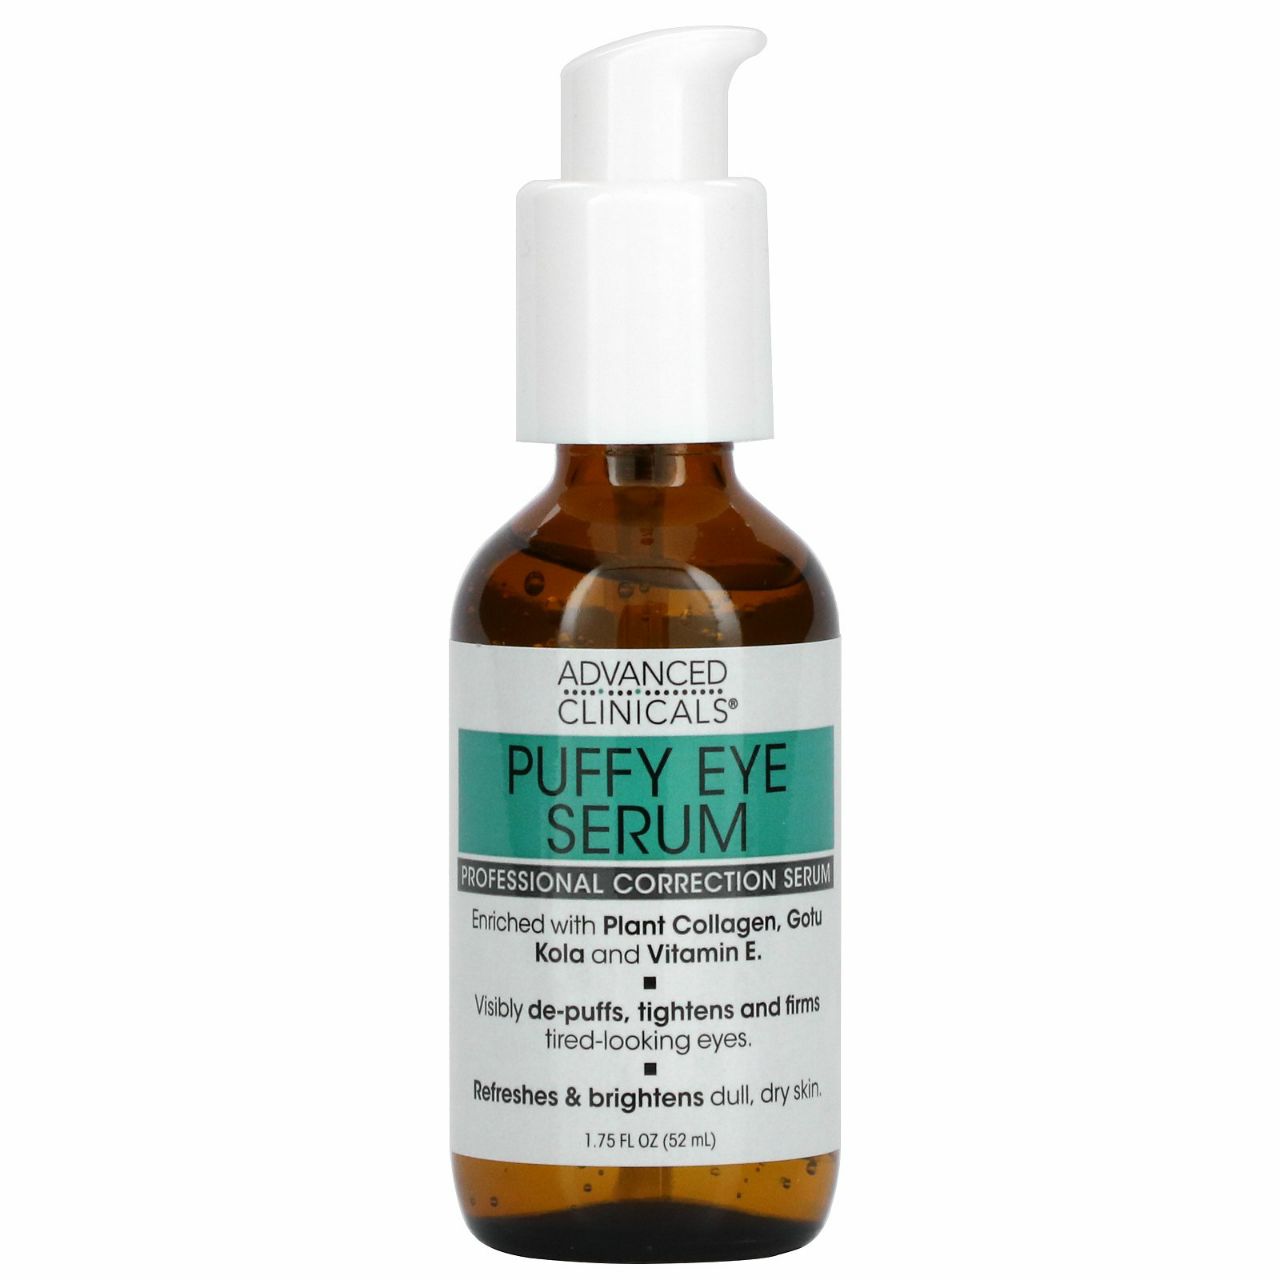 ADVANCED
CLINICALS®
PUFFY EYE
SERUM
PROFESSIONAL CORRECTION SERUM
Enriched with Plant Collagen, Gotu
Kola and Vitamin E.
Visibly de-puffs, tightens and firms
tired-looking eyes.
Refreshes & brightens dull, dry skin.
1.75 FL OZ (52 mL)